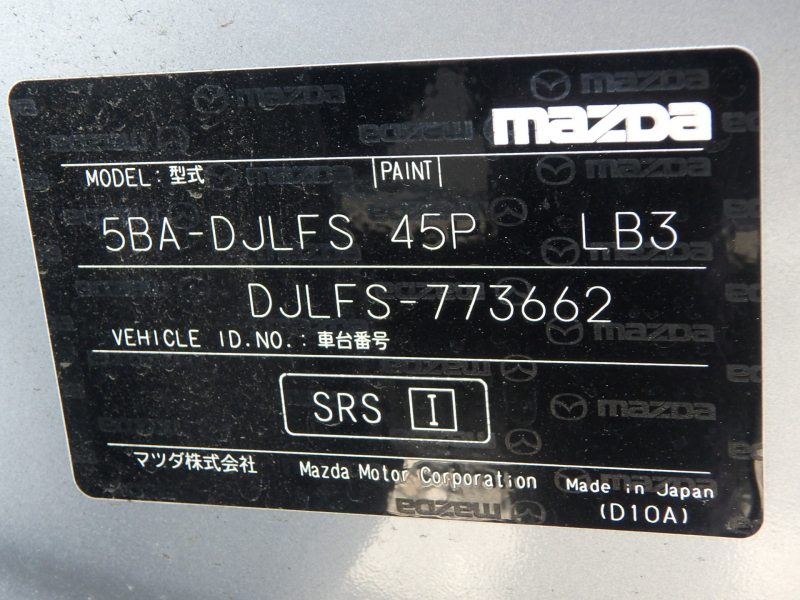 mazda
MODEL:型式 PAINT
5BA-DJLFS 45P LB3
DJLFS-773662
VEHICLE ID.NO.:車台番号
SRS I
マツダ株式会社 Mazda Motor Corporation Made in Japan
(D10A)